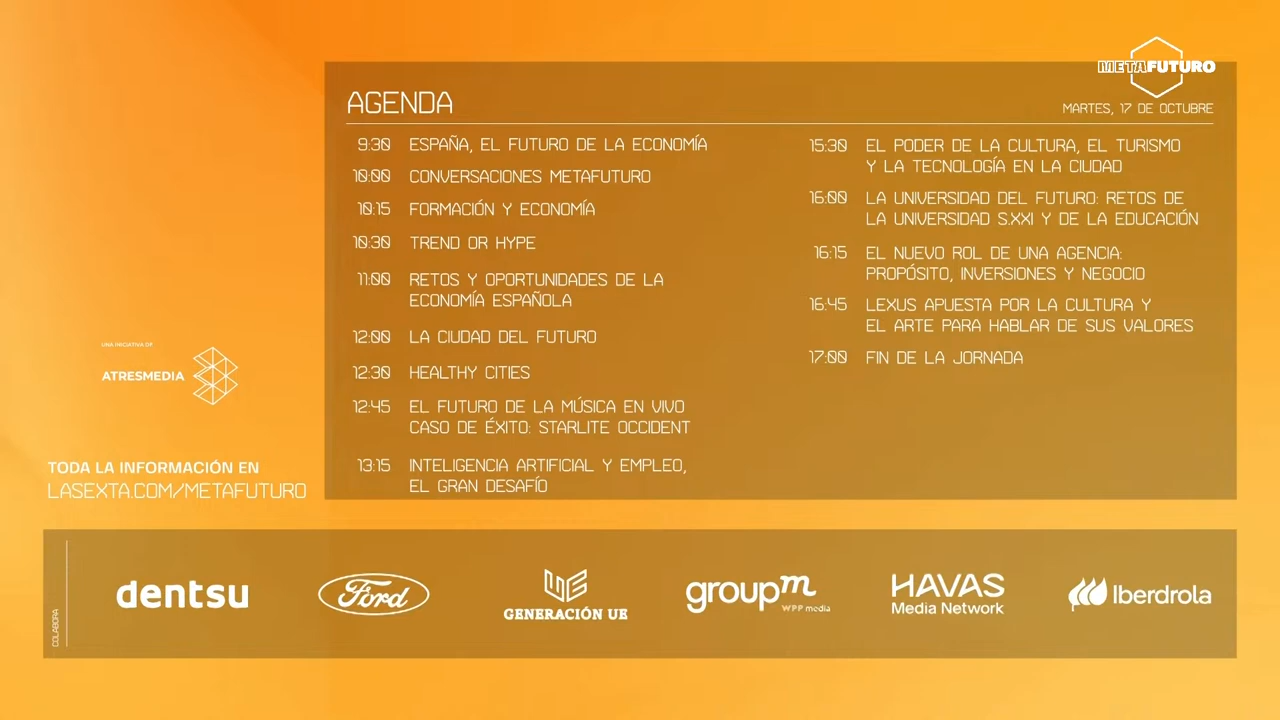 METAFUTURO
AGENDA
MARTES, 17 DE OCTUBRE
9:30 ESPAÑA, EL FUTURO DE LA ECONOMÍA
10:00 CONVERSACIONES METAFUTURO
10:15 FORMACIÓN Y ECONOMÍA
10:30 TREND OR HYPE
11:00 RETOS Y OPORTUNIDADES DE LA
ECONOMÍA ESPAÑOLA
12:00 LA CIUDAD DEL FUTURO
12:30 HEALTHY CITIES
12:45 EL FUTURO DE LA MÚSICA EN VIVO
CASO DE ÉXITO: STARLITE OCCIDENT
13:15 INTELIGENCIA ARTIFICIAL Y EMPLEO,
EL GRAN DESAFÍO
15:30 EL PODER DE LA CULTURA, EL TURISMO
Y LA TECNOLOGÍA EN LA CIUDAD
16:00 LA UNIVERSIDAD DEL FUTURO: RETOS DE
LA UNIVERSIDAD S.XXI Y DE LA EDUCACIÓN
16:15 EL NUEVO ROL DE UNA AGENCIA:
PROPÓSITO, INVERSIONES Y NEGOCIO
16:45 LEXUS APUESTA POR LA CULTURA Y
EL ARTE PARA HABLAR DE SUS VALORES
17:00 FIN DE LA JORNADA
UNA INICIATIVA DE
ATRESMEDIA
TODA LA INFORMACIÓN EN
LASEXTA.COM/METAFUTURO
COLABORA
dentsu
Ford
GENERACIÓN UE
groupm
WPP media
HAVAS
Media Network
Iberdrola